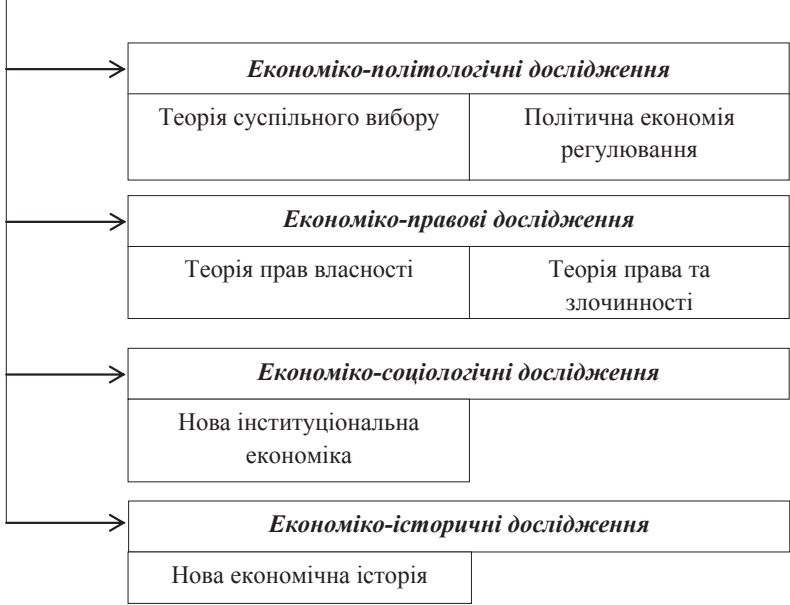 Економіко-політологічні дослідження
Теорія суспільного вибору
Політична економія
регулювання
Економіко-правові дослідження
Теорія прав власності
Теорія права та
злочинності
Економіко-соціологічні дослідження
Нова інституціональна
економіка
Економіко-історичні дослідження
Нова економічна історія